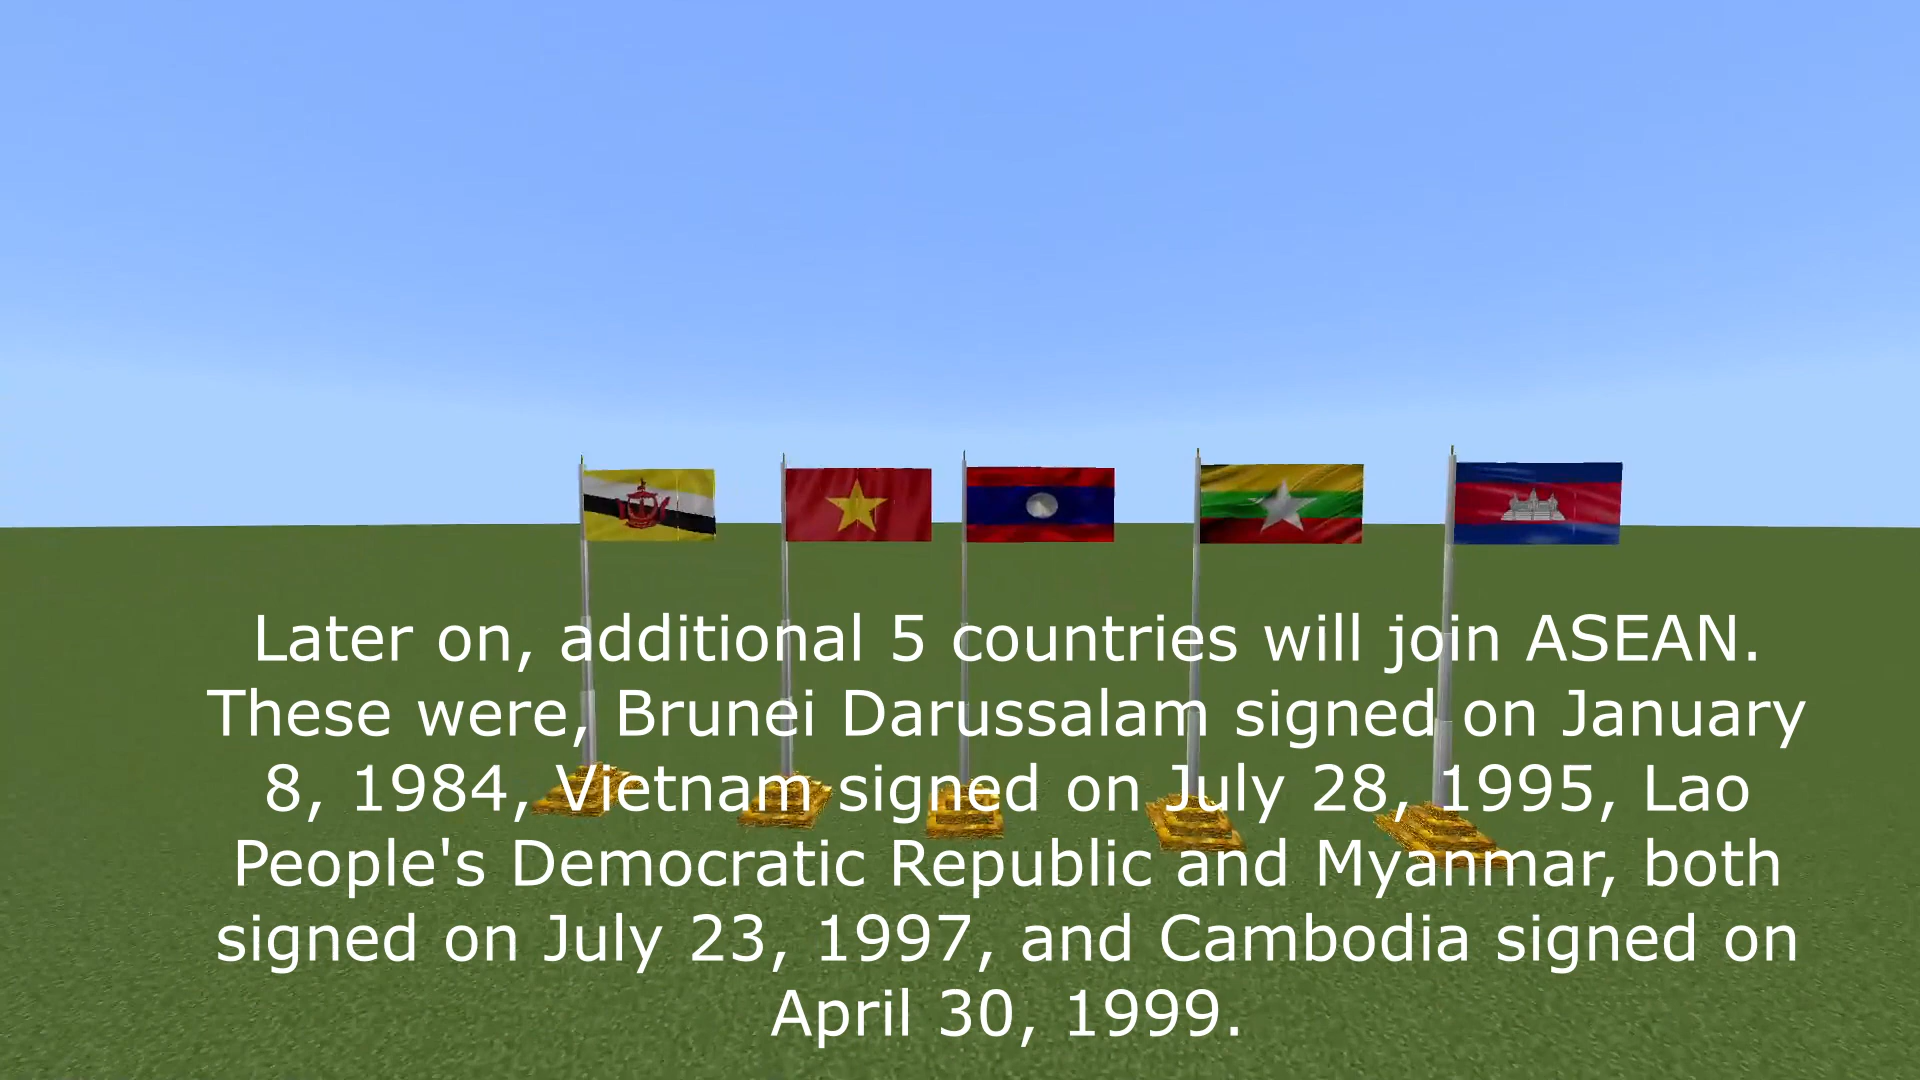 Later on, additional 5 countries will join ASEAN.
These were, Brunei Darussalam signed on January
8, 1984, Vietnam signed on July 28, 1995, Lao
People's Democratic Republic and Myanmar, both
signed on July 23, 1997, and Cambodia signed on
April 30, 1999.